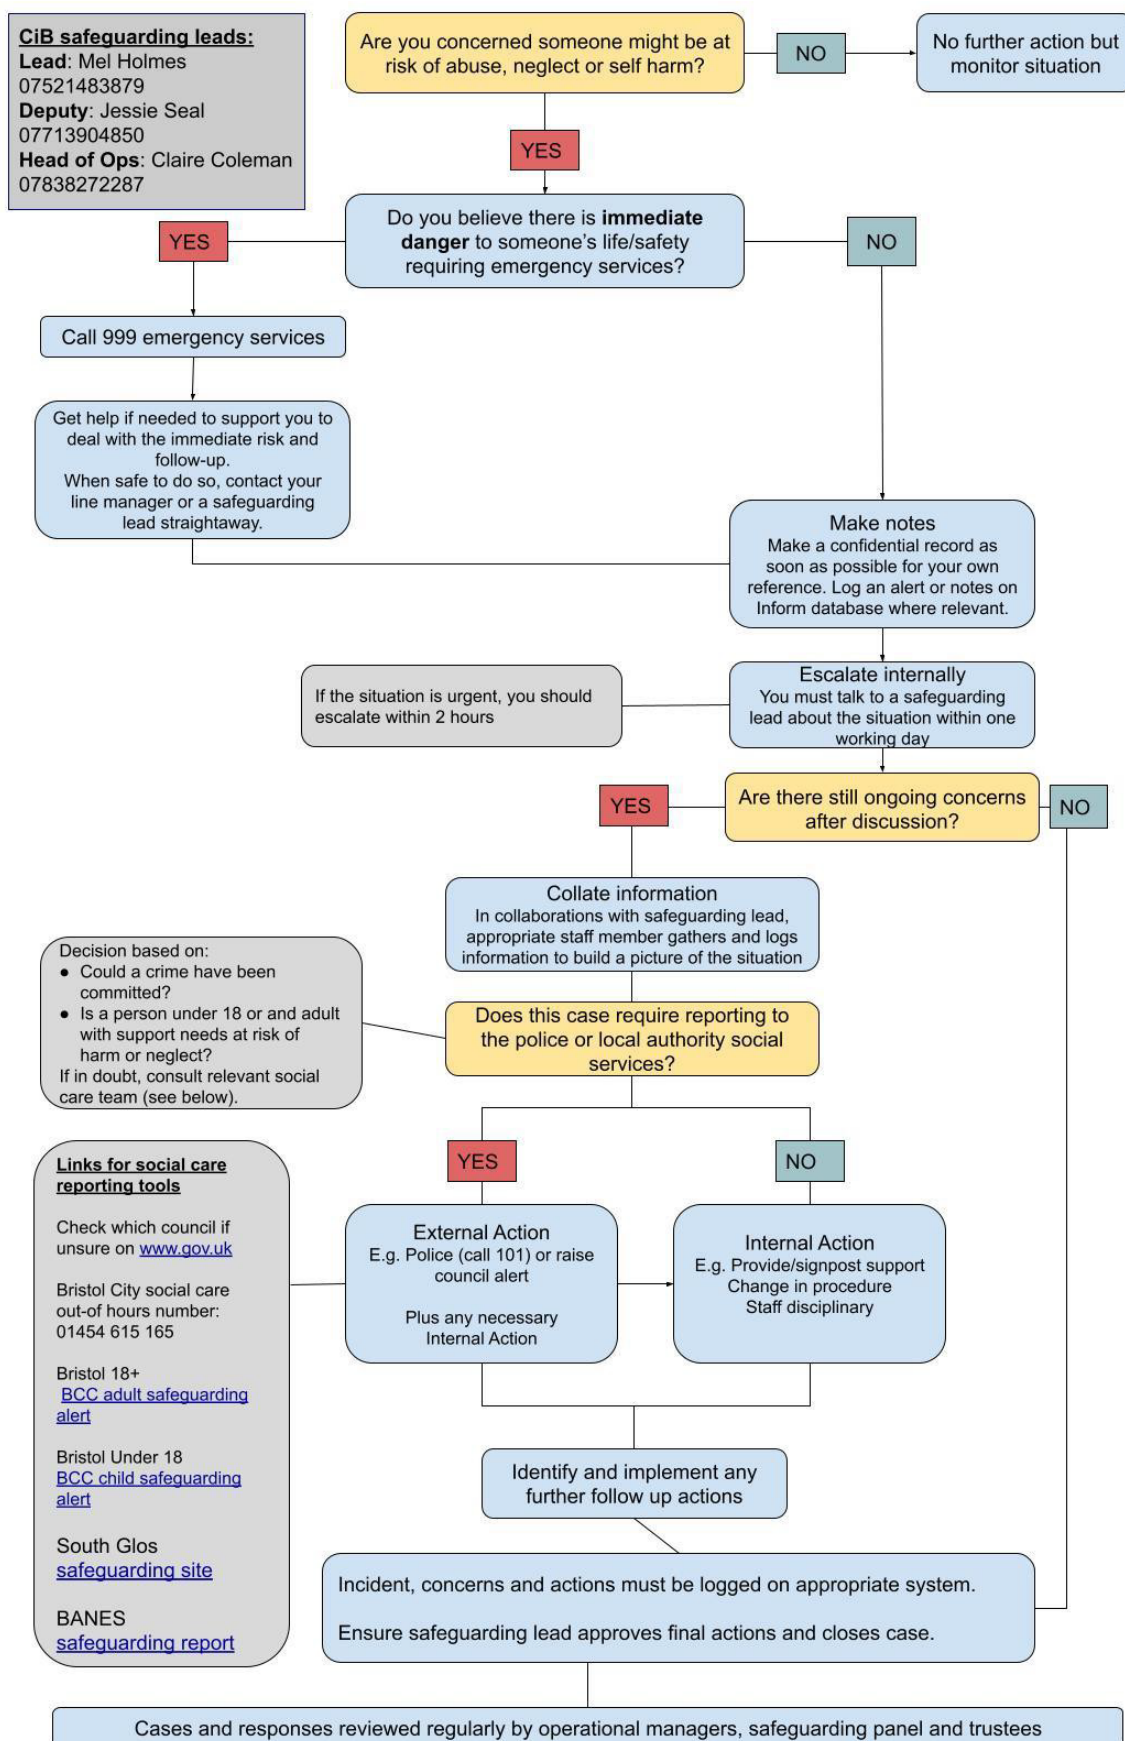 CiB safeguarding leads:
Lead: Mel Holmes
07521483879
Deputy: Jessie Seal
07713904850
Head of Ops: Claire Coleman
07838272287
Are you concerned someone might be at
risk of abuse, neglect or self harm?
NO
No further action but
monitor situation
YES
Do you believe there is immediate
danger to someone's life/safety
requiring emergency services?
YES
NO
Call 999 emergency services
Get help if needed to support you to
deal with the immediate risk and
follow-up.
When safe to do so, contact your
line manager or a safeguarding
lead straightaway.
Make notes
Make a confidential record as
soon as possible for your own
reference. Log an alert or notes on
Inform database where relevant.
If the situation is urgent, you should
escalate within 2 hours
Escalate internally
You must talk to a safeguarding
lead about the situation within one
working day
YES
Are there still ongoing concerns
after discussion?
NO
Collate information
In collaborations with safeguarding lead,
appropriate staff member gathers and logs
information to build a picture of the situation
Decision based on:
● Could a crime have been
committed?
● Is a person under 18 or and adult
with support needs at risk of
harm or neglect?
If in doubt, consult relevant social
care team (see below).
Does this case require reporting to
the police or local authority social
services?
YES
NO
Links for social care
reporting tools
Check which council if
unsure on www.gov.uk
Bristol City social care
out-of hours number:
01454 615 165
Bristol 18+
BCC adult safeguarding
alert
Bristol Under 18
BCC child safeguarding
alert
South Glos
safeguarding site
BANES
safeguarding report
External Action
E.g. Police (call 101) or raise
council alert
Plus any necessary
Internal Action
Internal Action
E.g. Provide/signpost support
Change in procedure
Staff disciplinary
Identify and implement any
further follow up actions
Incident, concerns and actions must be logged on appropriate system.
Ensure safeguarding lead approves final actions and closes case.
Cases and responses reviewed regularly by operational managers, safeguarding panel and trustees